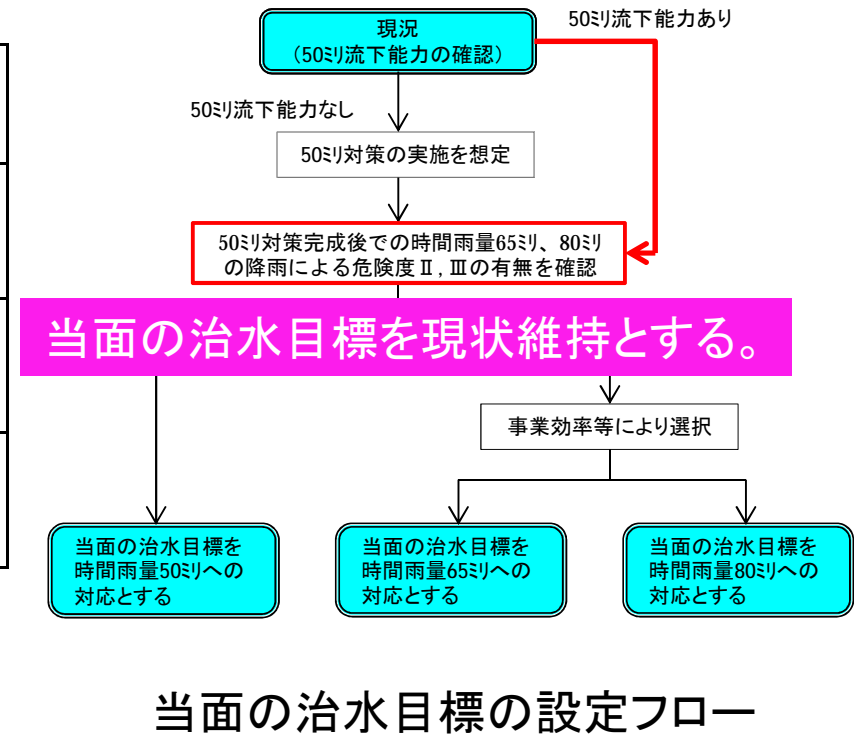 50ﾐﾘ流下能力あり
現況
（50ﾐﾘ流下能力の確認）
50ﾐﾘ流下能力なし
50ﾐﾘ対策の実施を想定
50ﾐﾘ対策完成後での時間雨量65ﾐﾘ、80ﾐﾘ
の降雨による危険度Ⅱ,Ⅲの有無を確認
当面の治水目標を現状維持とする。
事業効率等により選択
当面の治水目標を
時間雨量50ﾐﾘへの
対応とする
当面の治水目標を
時間雨量65ﾐﾘへの
対応とする
当面の治水目標を
時間雨量80ﾐﾘへの
対応とする
当面の治水目標の設定フロー